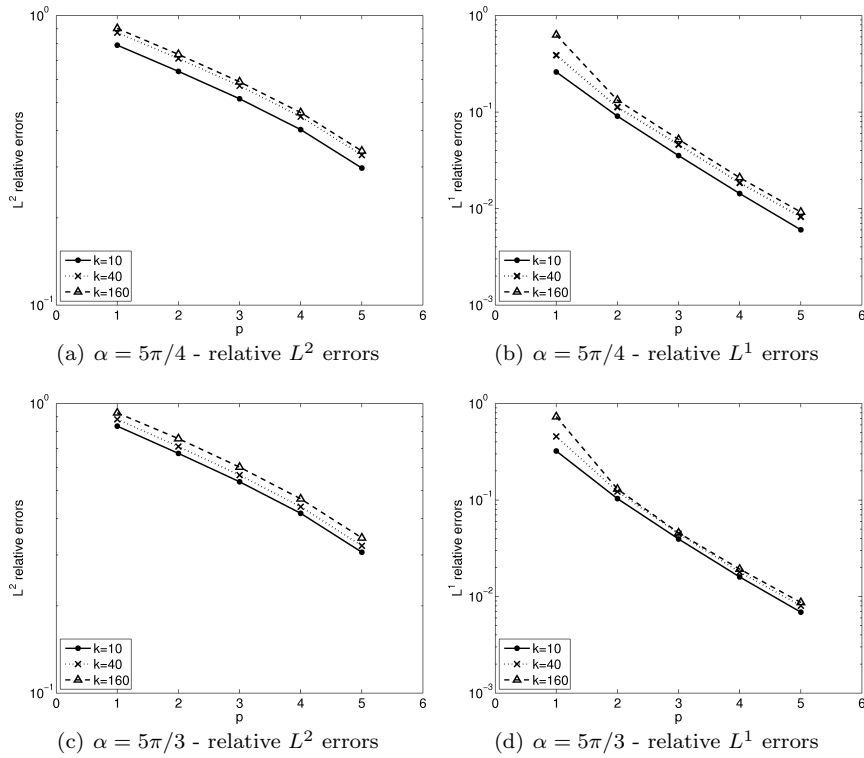 10^0
L^2 relative errors
k=10
k=40
k=160
10^-1
0 1 2 3 4 5 6
p
(a) α = 5π/4 - relative L^2 errors
10^0
10^-1
L^1 relative errors
10^-2
k=10
k=40
k=160
10^-3
0 1 2 3 4 5 6
p
(b) α = 5π/4 - relative L^1 errors
10^0
L^2 relative errors
k=10
k=40
k=160
10^-1
0 1 2 3 4 5 6
p
(c) α = 5π/3 - relative L^2 errors
10^0
10^-1
L^1 relative errors
10^-2
k=10
k=40
k=160
10^-3
0 1 2 3 4 5 6
p
(d) α = 5π/3 - relative L^1 errors